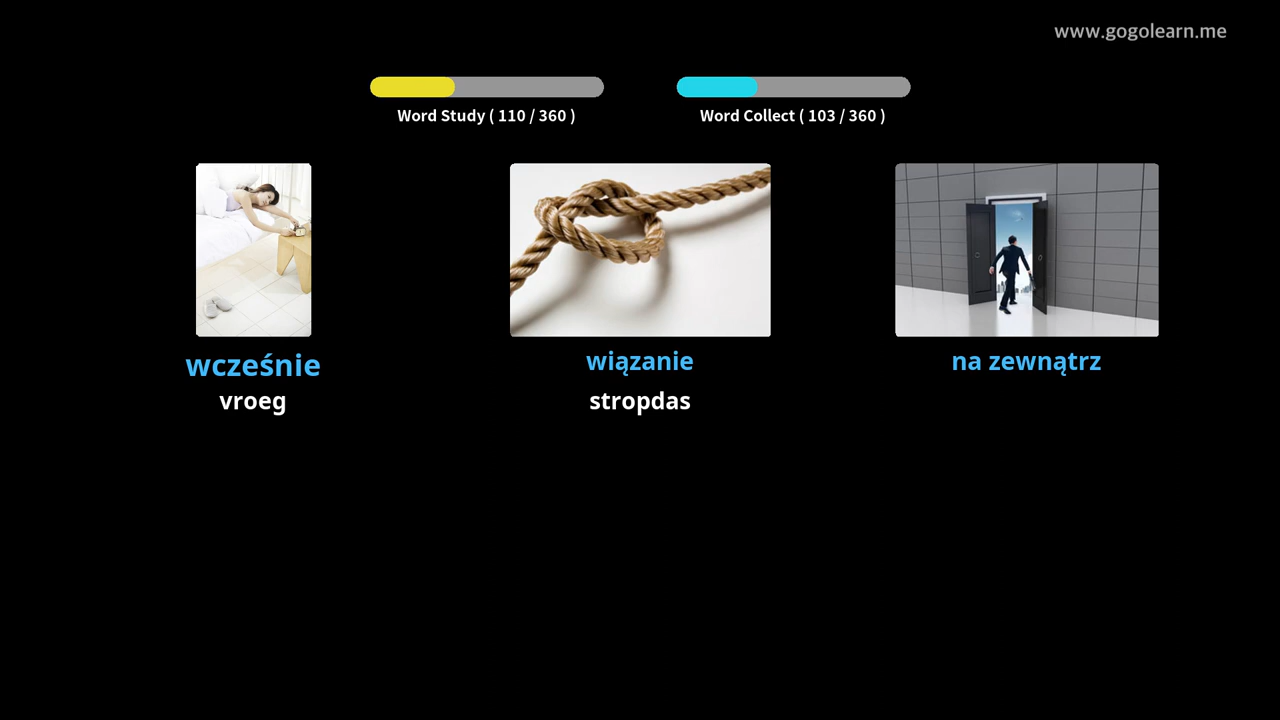 www.gogolearn.me
Word Study ( 110 / 360 )
Word Collect ( 103 / 360 )
wcześnie
vroeg
wiązanie
stropdas
na zewnątrz